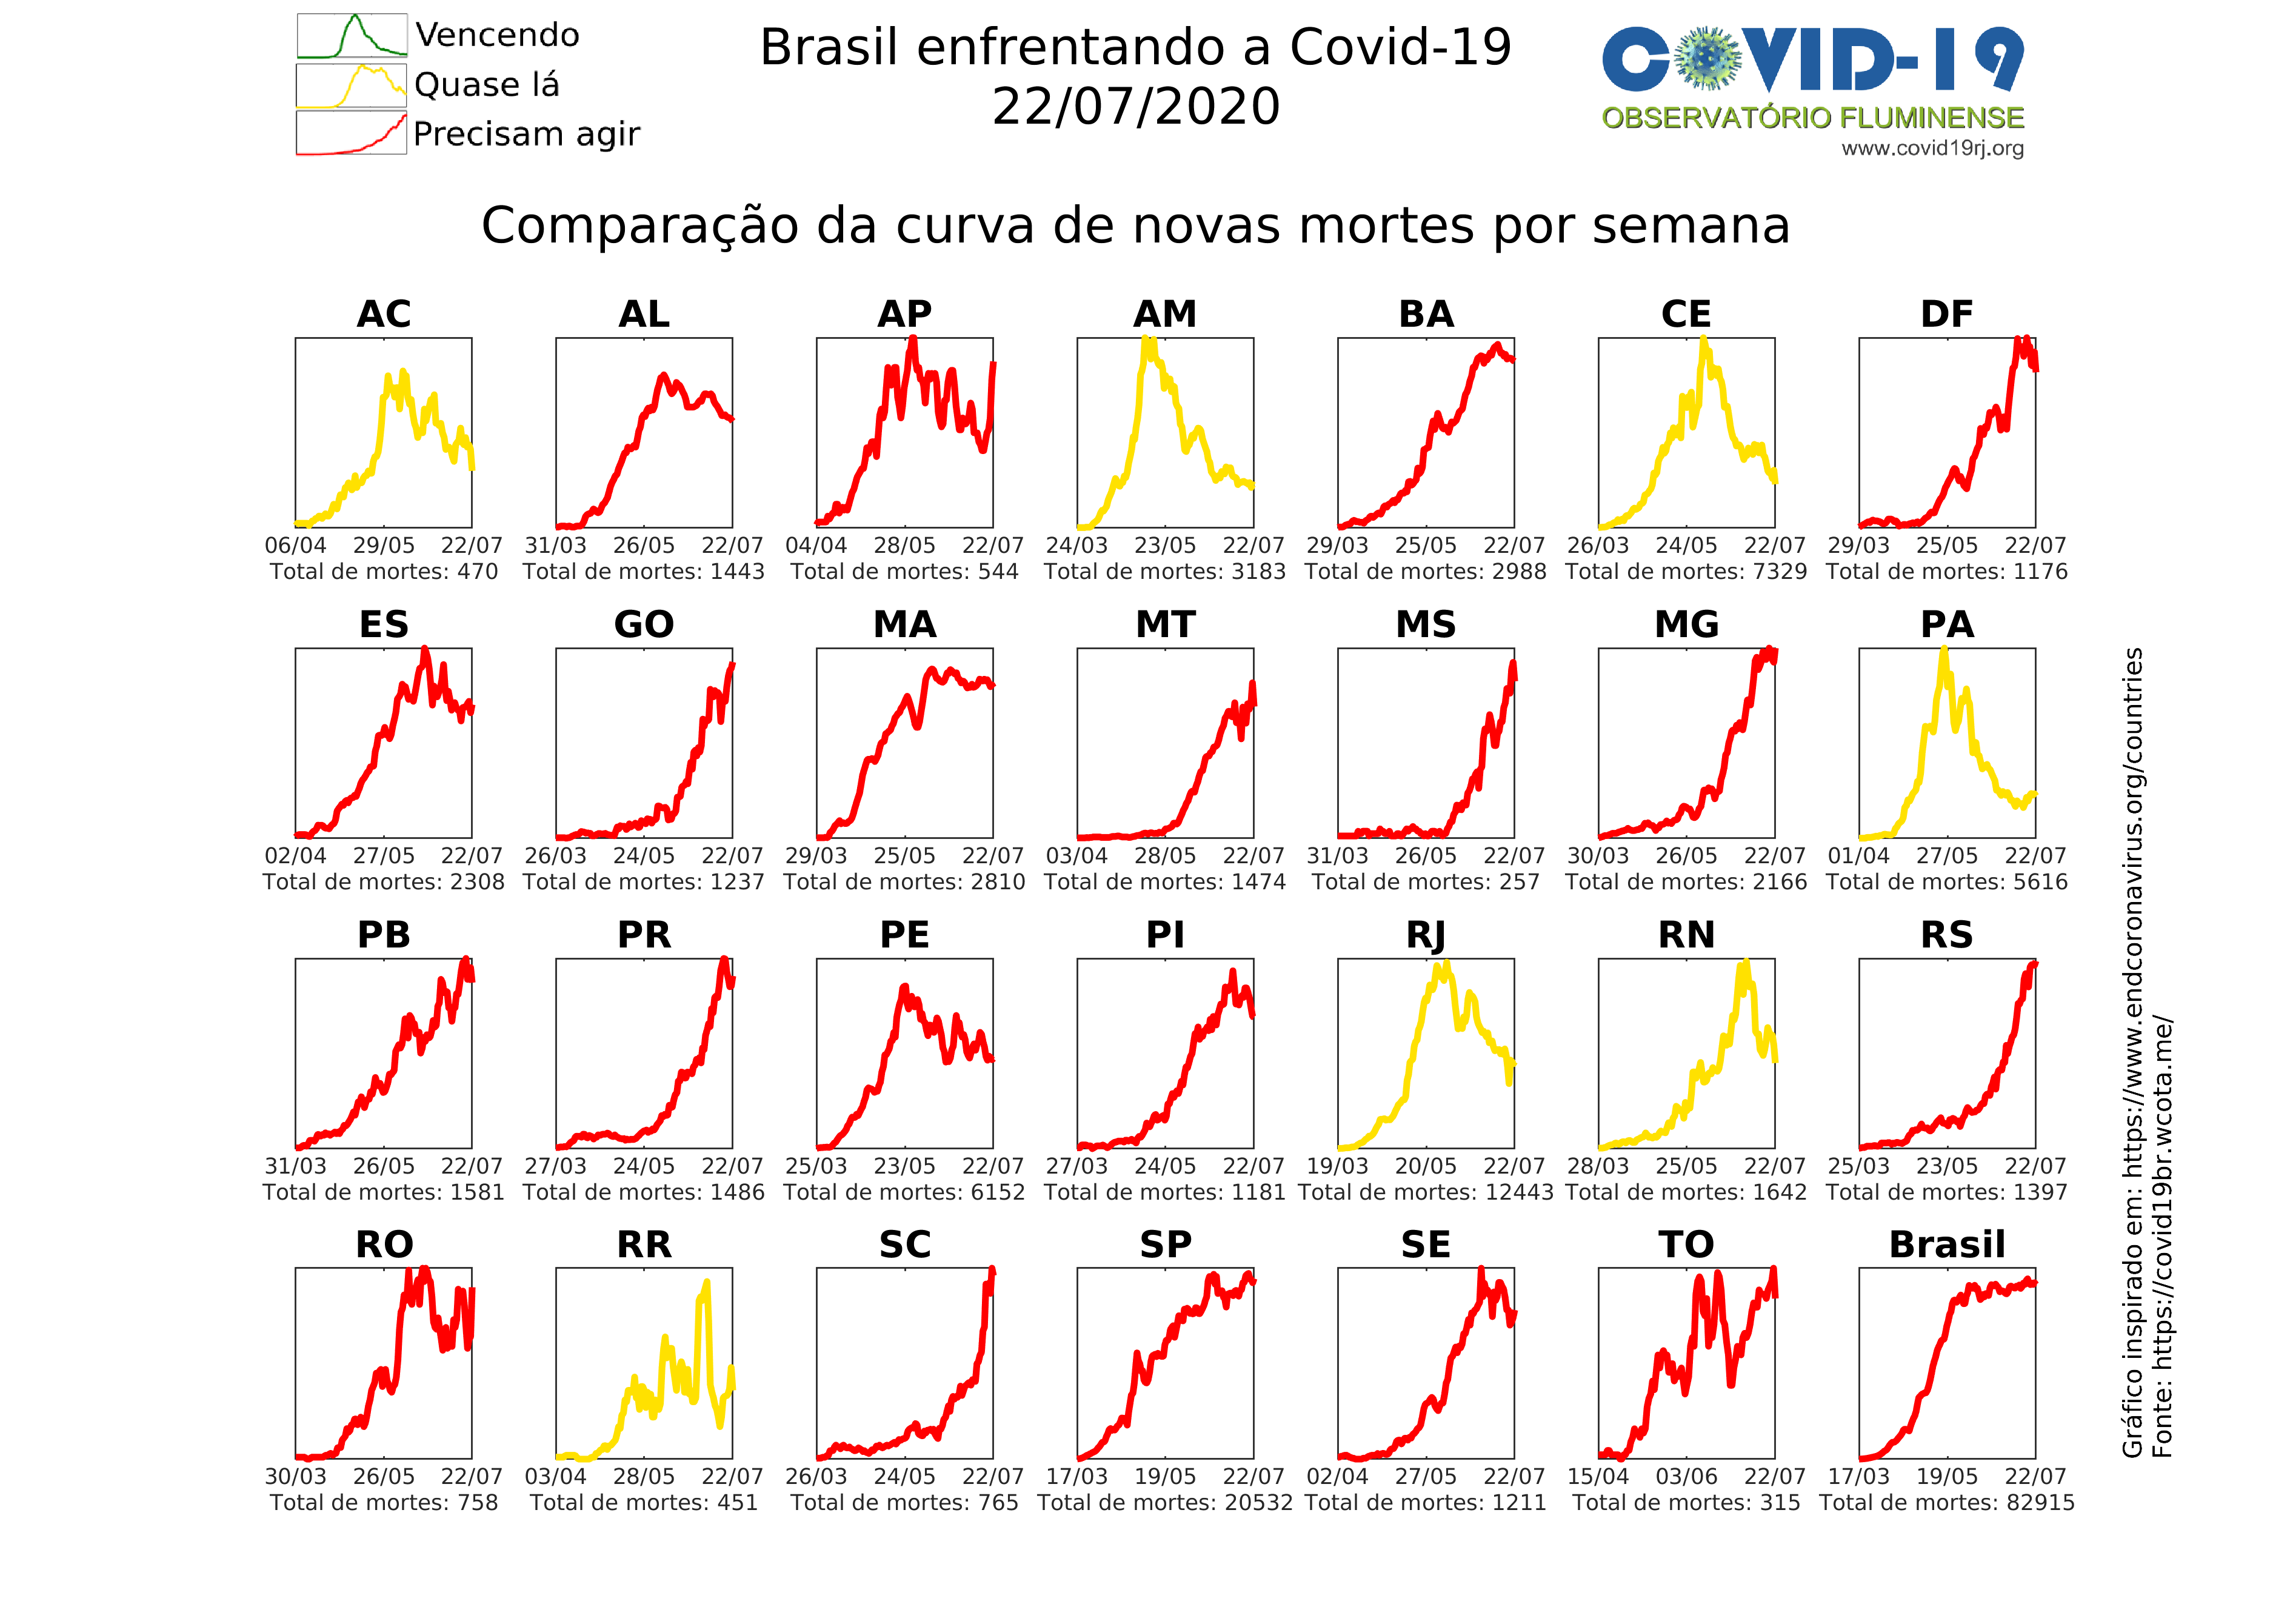 Vencendo
Quase lá
Precisam agir
Brasil enfrentando a Covid-19
22/07/2020
COVID-19
OBSERVATÓRIO FLUMINENSE
www.covid19rj.org
Comparação da curva de novas mortes por semana
AC AL AP AM BA CE DF
06/04 29/05 22/07 31/03 26/05 22/07 04/04 28/05 22/07 24/03 23/05 22/07 29/03 25/05 22/07 26/03 24/05 22/07 29/03 25/05 22/07
Total de mortes: 470 Total de mortes: 1443 Total de mortes: 544 Total de mortes: 3183 Total de mortes: 2988 Total de mortes: 7329 Total de mortes: 1176
ES GO MA MT MS MG PA
02/04 27/05 22/07 26/03 24/05 22/07 29/03 25/05 22/07 03/04 28/05 22/07 31/03 26/05 22/07 30/03 26/05 22/07 01/04 27/05 22/07
Total de mortes: 2308 Total de mortes: 1237 Total de mortes: 2810 Total de mortes: 1474 Total de mortes: 257 Total de mortes: 2166 Total de mortes: 5616
PB PR PE PI RJ RN RS
31/03 26/05 22/07 27/03 24/05 22/07 25/03 23/05 22/07 27/03 24/05 22/07 19/03 20/05 22/07 28/03 25/05 22/07 25/03 23/05 22/07
Total de mortes: 1581 Total de mortes: 1486 Total de mortes: 6152 Total de mortes: 1181 Total de mortes: 12443 Total de mortes: 1642 Total de mortes: 1397
RO RR SC SP SE TO Brasil
30/03 26/05 22/07 03/04 28/05 22/07 26/03 24/05 22/07 17/03 19/05 22/07 02/04 27/05 22/07 15/04 03/06 22/07 17/03 19/05 22/07
Total de mortes: 758 Total de mortes: 451 Total de mortes: 765 Total de mortes: 20532 Total de mortes: 1211 Total de mortes: 315 Total de mortes: 82915
Gráfico inspirado em: https://www.endcoronavirus.org/countries
Fonte: https://covid19br.wcota.me/